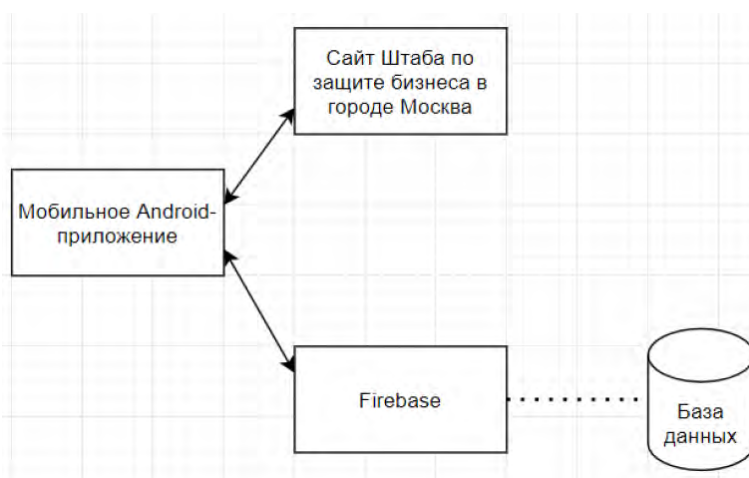 Сайт Штаба по
защите бизнеса в
городе Москва
Мобильное Android-
приложение
Firebase
База
данных